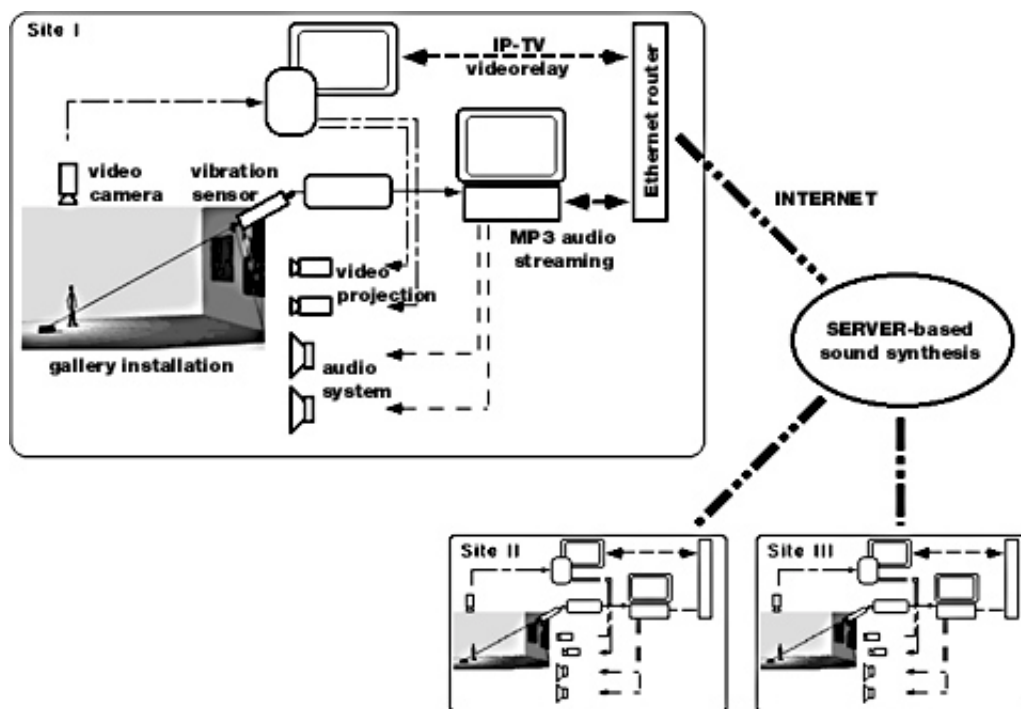 Site I
IP-TV
videorelay
Ethernet router
video
camera
vibration
sensor
INTERNET
MP3 audio
streaming
video
projection
SERVER-based
sound synthesis
gallery installation
audio
system
Site II
Site III